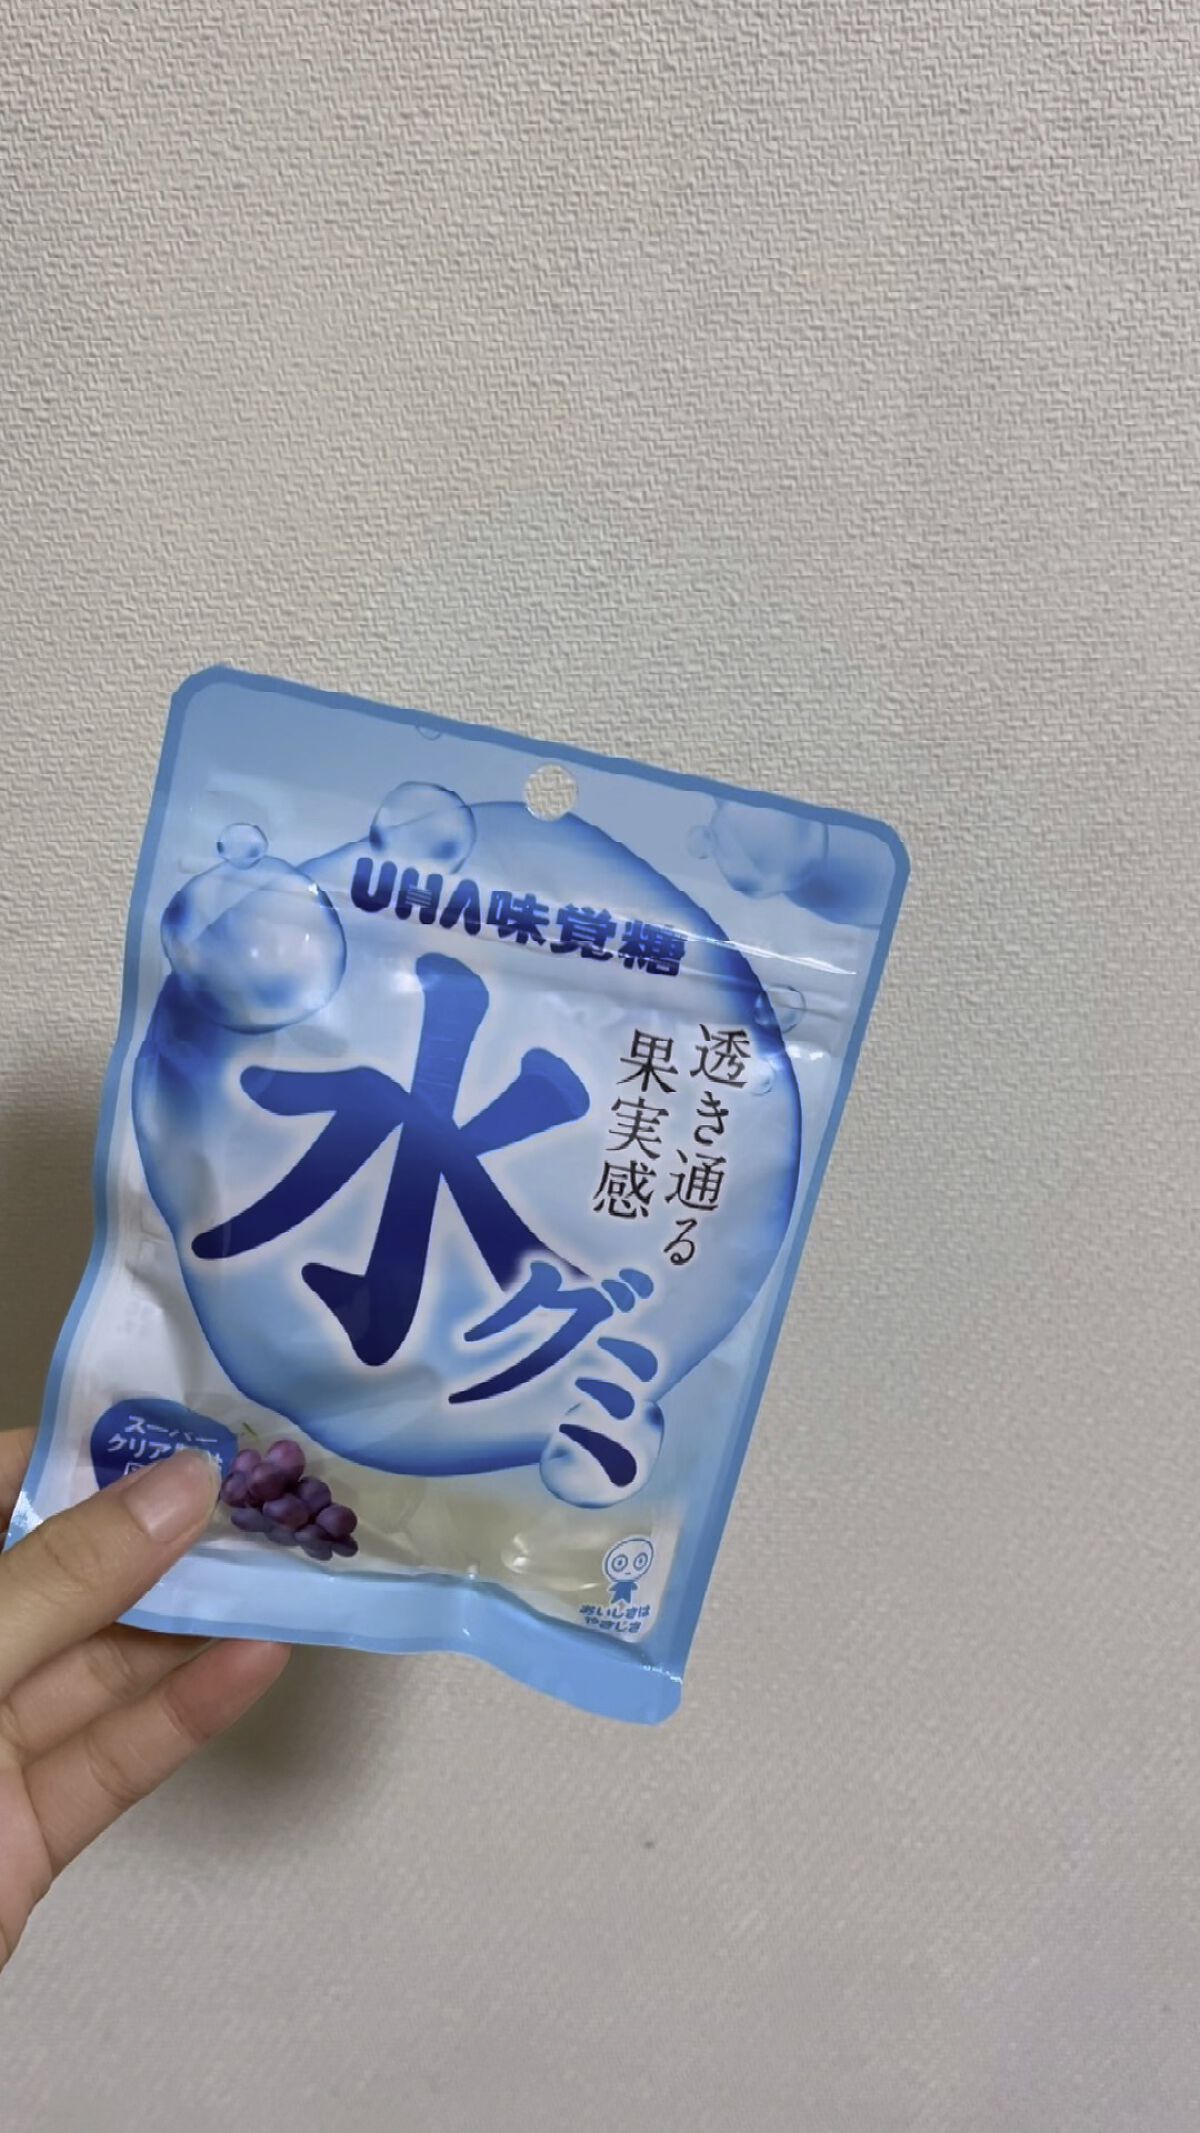 UHA味覚糖
透き通る
果実感
水グミ
スーパー
クリア
おいしさは
やさしさ